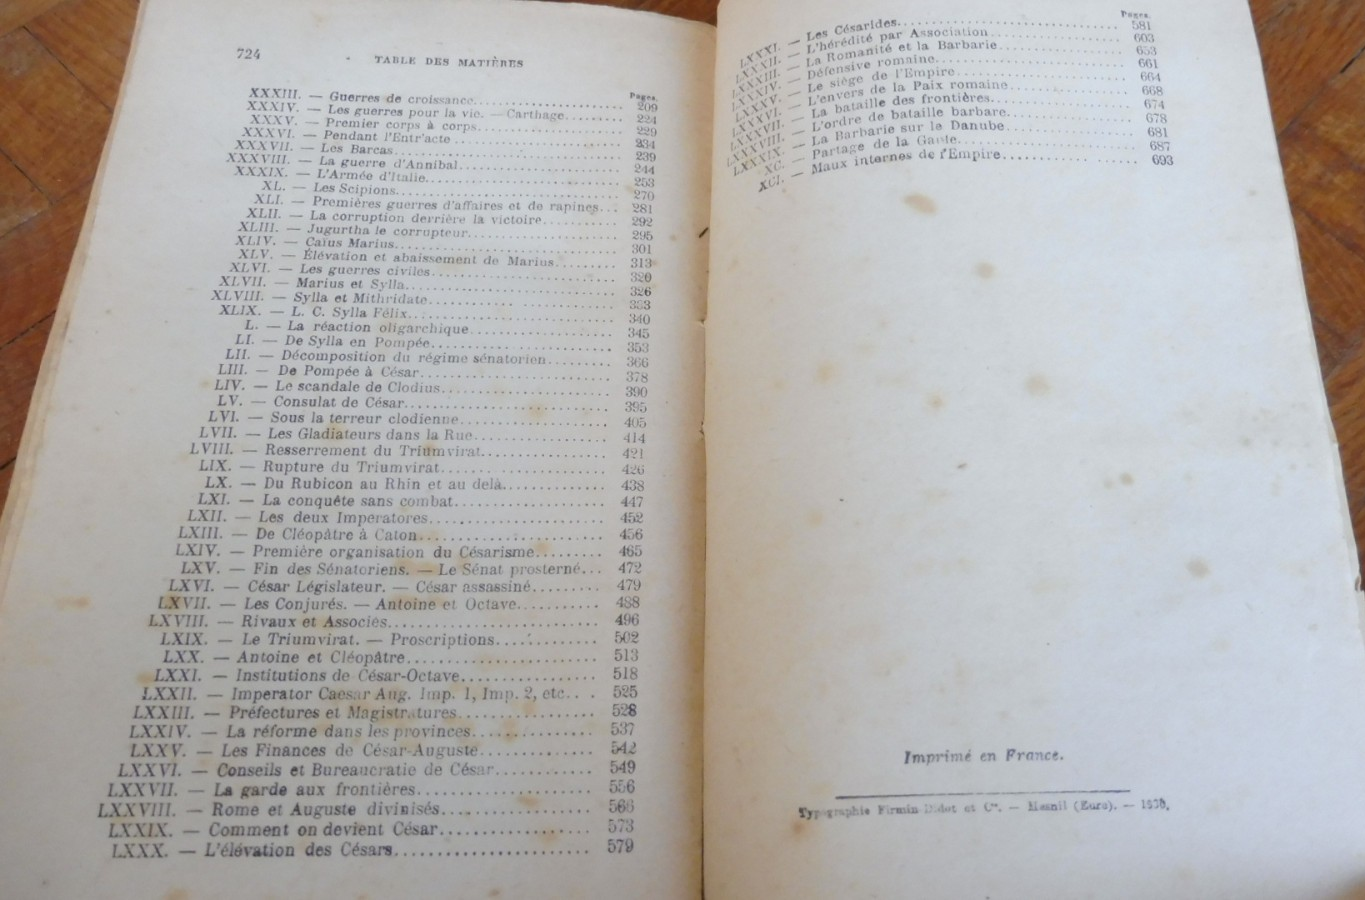 724
TABLE DES MATIÈRES
Pages.
XXXIII. — Guerres de croissance 209
XXXIV. — Les guerres pour la vie. — Carthage 224
XXXV. — Premier corps à corps 229
XXXVI. — Pendant l'Entr'acte 234
XXXVII. — Les Barcas 239
XXXVIII. — La guerre d'Annibal 244
XXXIX. — L'Armée d'Italie 253
XL. — Les Scipions 270
XLI. — Premières guerres d'affaires et de rapines 281
XLII. — La corruption derrière la victoire 292
XLIII. — Jugurtha le corrupteur 295
XLIV. — Caïus Marius 301
XLV. — Élévation et abaissement de Marius 313
XLVI. — Les guerres civiles 320
XLVII. — Marius et Sylla 326
XLVIII. — Sylla et Mithridate 333
XLIX. — L. C. Sylla Félix 340
L. — La réaction oligarchique 345
LI. — De Sylla en Pompée 353
LII. — Décomposition du régime sénatorien 366
LIII. — De Pompée à César 378
LIV. — Le scandale de Clodius 390
LV. — Consulat de César 395
LVI. — Sous la terreur clodienne 405
LVII. — Les Gladiateurs dans la Rue 414
LVIII. — Resserrement du Triumvirat 421
LIX. — Rupture du Triumvirat 426
LX. — Du Rubicon au Rhin et au delà 438
LXI. — La conquête sans combat 447
LXII. — Les deux Imperatores 452
LXIII. — De Cléopâtre à Caton 456
LXIV. — Première organisation du Césarisme 465
LXV. — Fin des Sénatoriens. — Le Sénat prosterné 472
LXVI. — César Législateur. — César assassiné 479
LXVII. — Les Conjurés. — Antoine et Octave 488
LXVIII. — Rivaux et Associés 496
LXIX. — Le Triumvirat. — Proscriptions 502
LXX. — Antoine et Cléopâtre 513
LXXI. — Institutions de César-Octave 518
LXXII. — Imperator Caesar Aug. Imp. 1, Imp. 2, etc. 525
LXXIII. — Préfectures et Magistratures 528
LXXIV. — La réforme dans les provinces 537
LXXV. — Les Finances de César-Auguste 542
LXXVI. — Conseils et Bureaucratie de César 549
LXXVII. — La garde aux frontières 556
LXXVIII. — Rome et Auguste divinisés 566
LXXIX. — Comment on devient César 573
LXXX. — L'élévation des Césars 579
Pages.
LXXXI. — Les Césarides 581
LXXXII. — L'hérédité par Association 603
LXXXIII. — La Romanité et la Barbarie 653
LXXXIV. — Défensive romaine 661
LXXXV. — Le siège de l'Empire 664
LXXXVI. — L'envers de la Paix romaine 668
LXXXVII. — La bataille des frontières 674
LXXXVIII. — L'ordre de bataille barbare 678
LXXXIX. — La Barbarie sur le Danube 681
XC. — Partage de la Garde 687
XCI. — Maux internes de l'Empire 693
Imprimé en France.
Typographie Firmin-Didot et Cie. — Mesnil (Eure). —